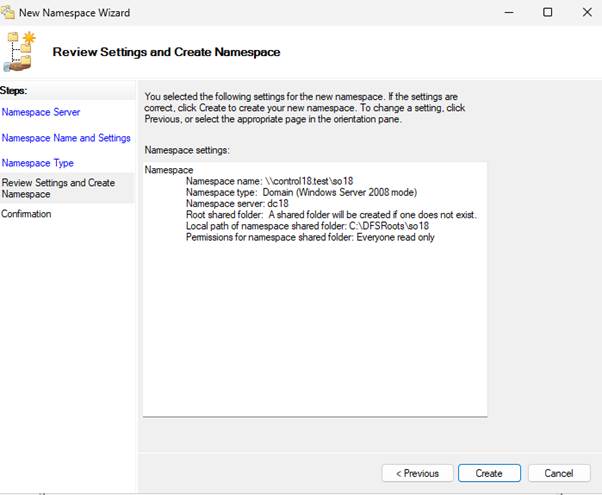 New Namespace Wizard
Review Settings and Create Namespace
Steps:
Namespace Server
Namespace Name and Settings
Namespace Type
Review Settings and Create
Namespace
Confirmation
You selected the following settings for the new namespace. If the settings are
correct, click Create to create your new namespace. To change a setting, click
Previous, or select the appropriate page in the orientation pane.
Namespace settings:
Namespace
Namespace name: \\control18.test\so18
Namespace type: Domain (Windows Server 2008 mode)
Namespace server: dc18
Root shared folder: A shared folder will be created if one does not exist.
Local path of namespace shared folder: C:\DFSRoots\so18
Permissions for namespace shared folder: Everyone read only
< Previous
Create
Cancel